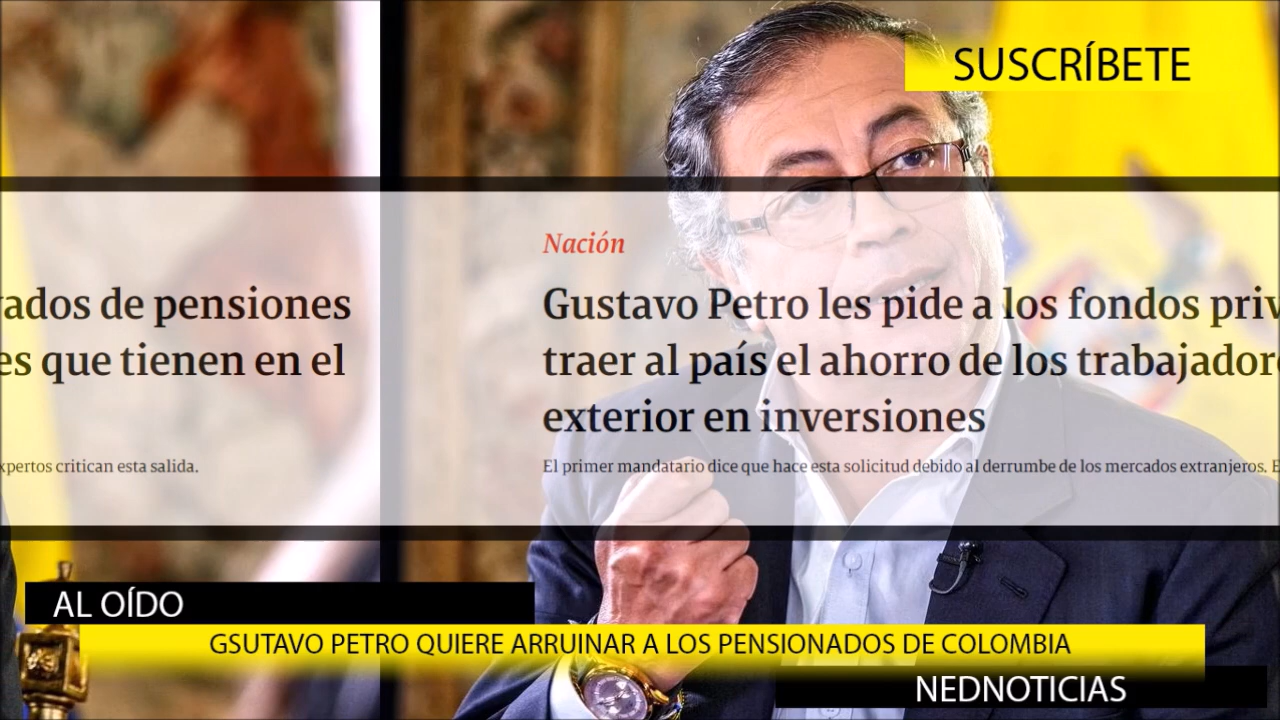 SUSCRÍBETE
Nación
vados de pensiones
es que tienen en el
xpertos critican esta salida.
Gustavo Petro les pide a los fondos priv
traer al país el ahorro de los trabajador
exterior en inversiones
El primer mandatario dice que hace esta solicitud debido al derrumbe de los mercados extranjeros. E
AL OÍDO
GSUTAVO PETRO QUIERE ARRUINAR A LOS PENSIONADOS DE COLOMBIA
NEDNOTICIAS